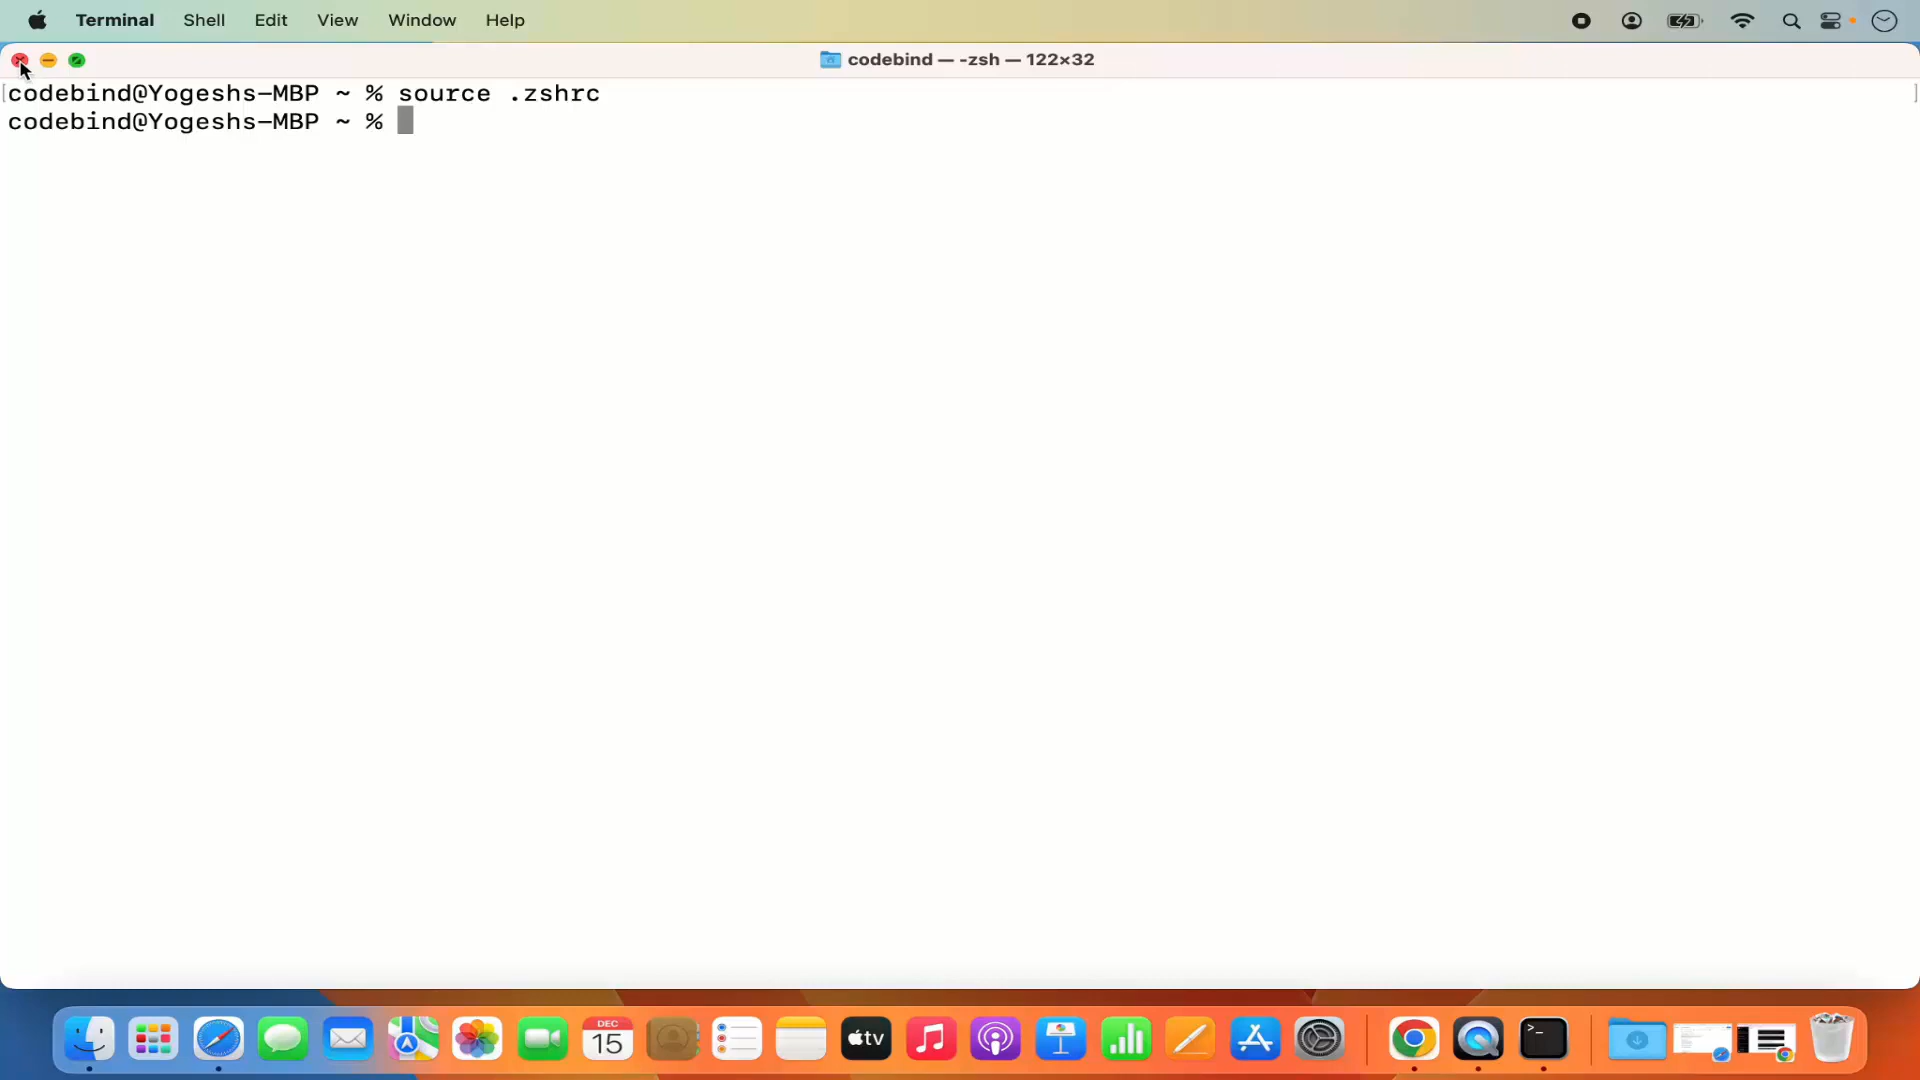 Terminal Shell Edit View Window Help
codebind — -zsh — 122×32
codebind@Yogeshs-MBP ~ % source .zshrc
codebind@Yogeshs-MBP ~ %
DEC
15
tv
>_